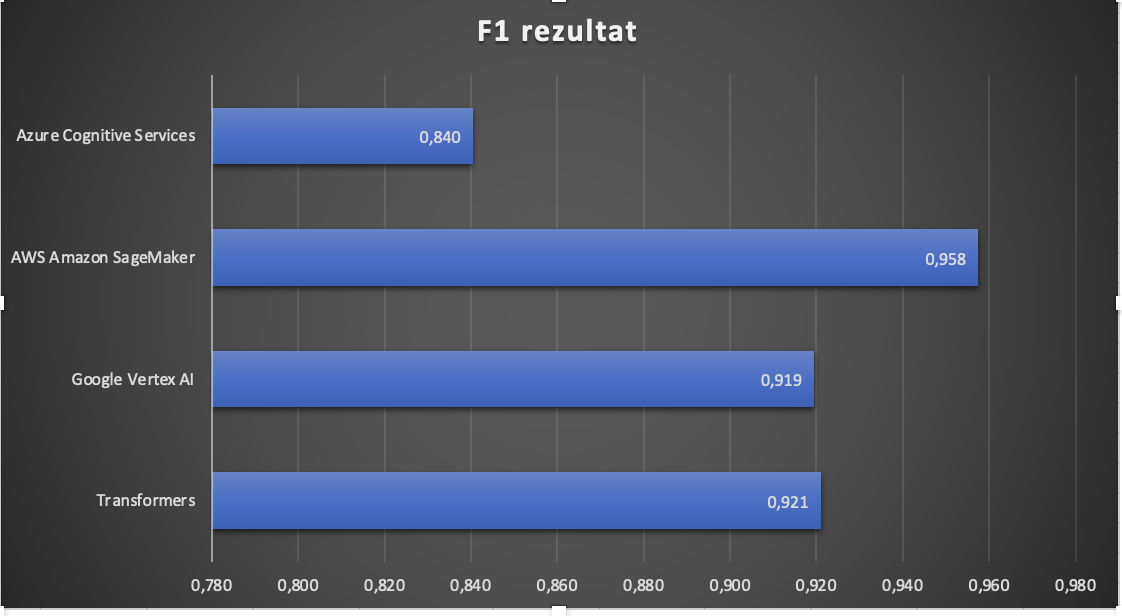 F1 rezultat
Azure Cognitive Services
0,840
AWS Amazon SageMaker
0,958
Google Vertex AI
0,919
Transformers
0,921
0,780 0,800 0,820 0,840 0,860 0,880 0,900 0,920 0,940 0,960 0,980